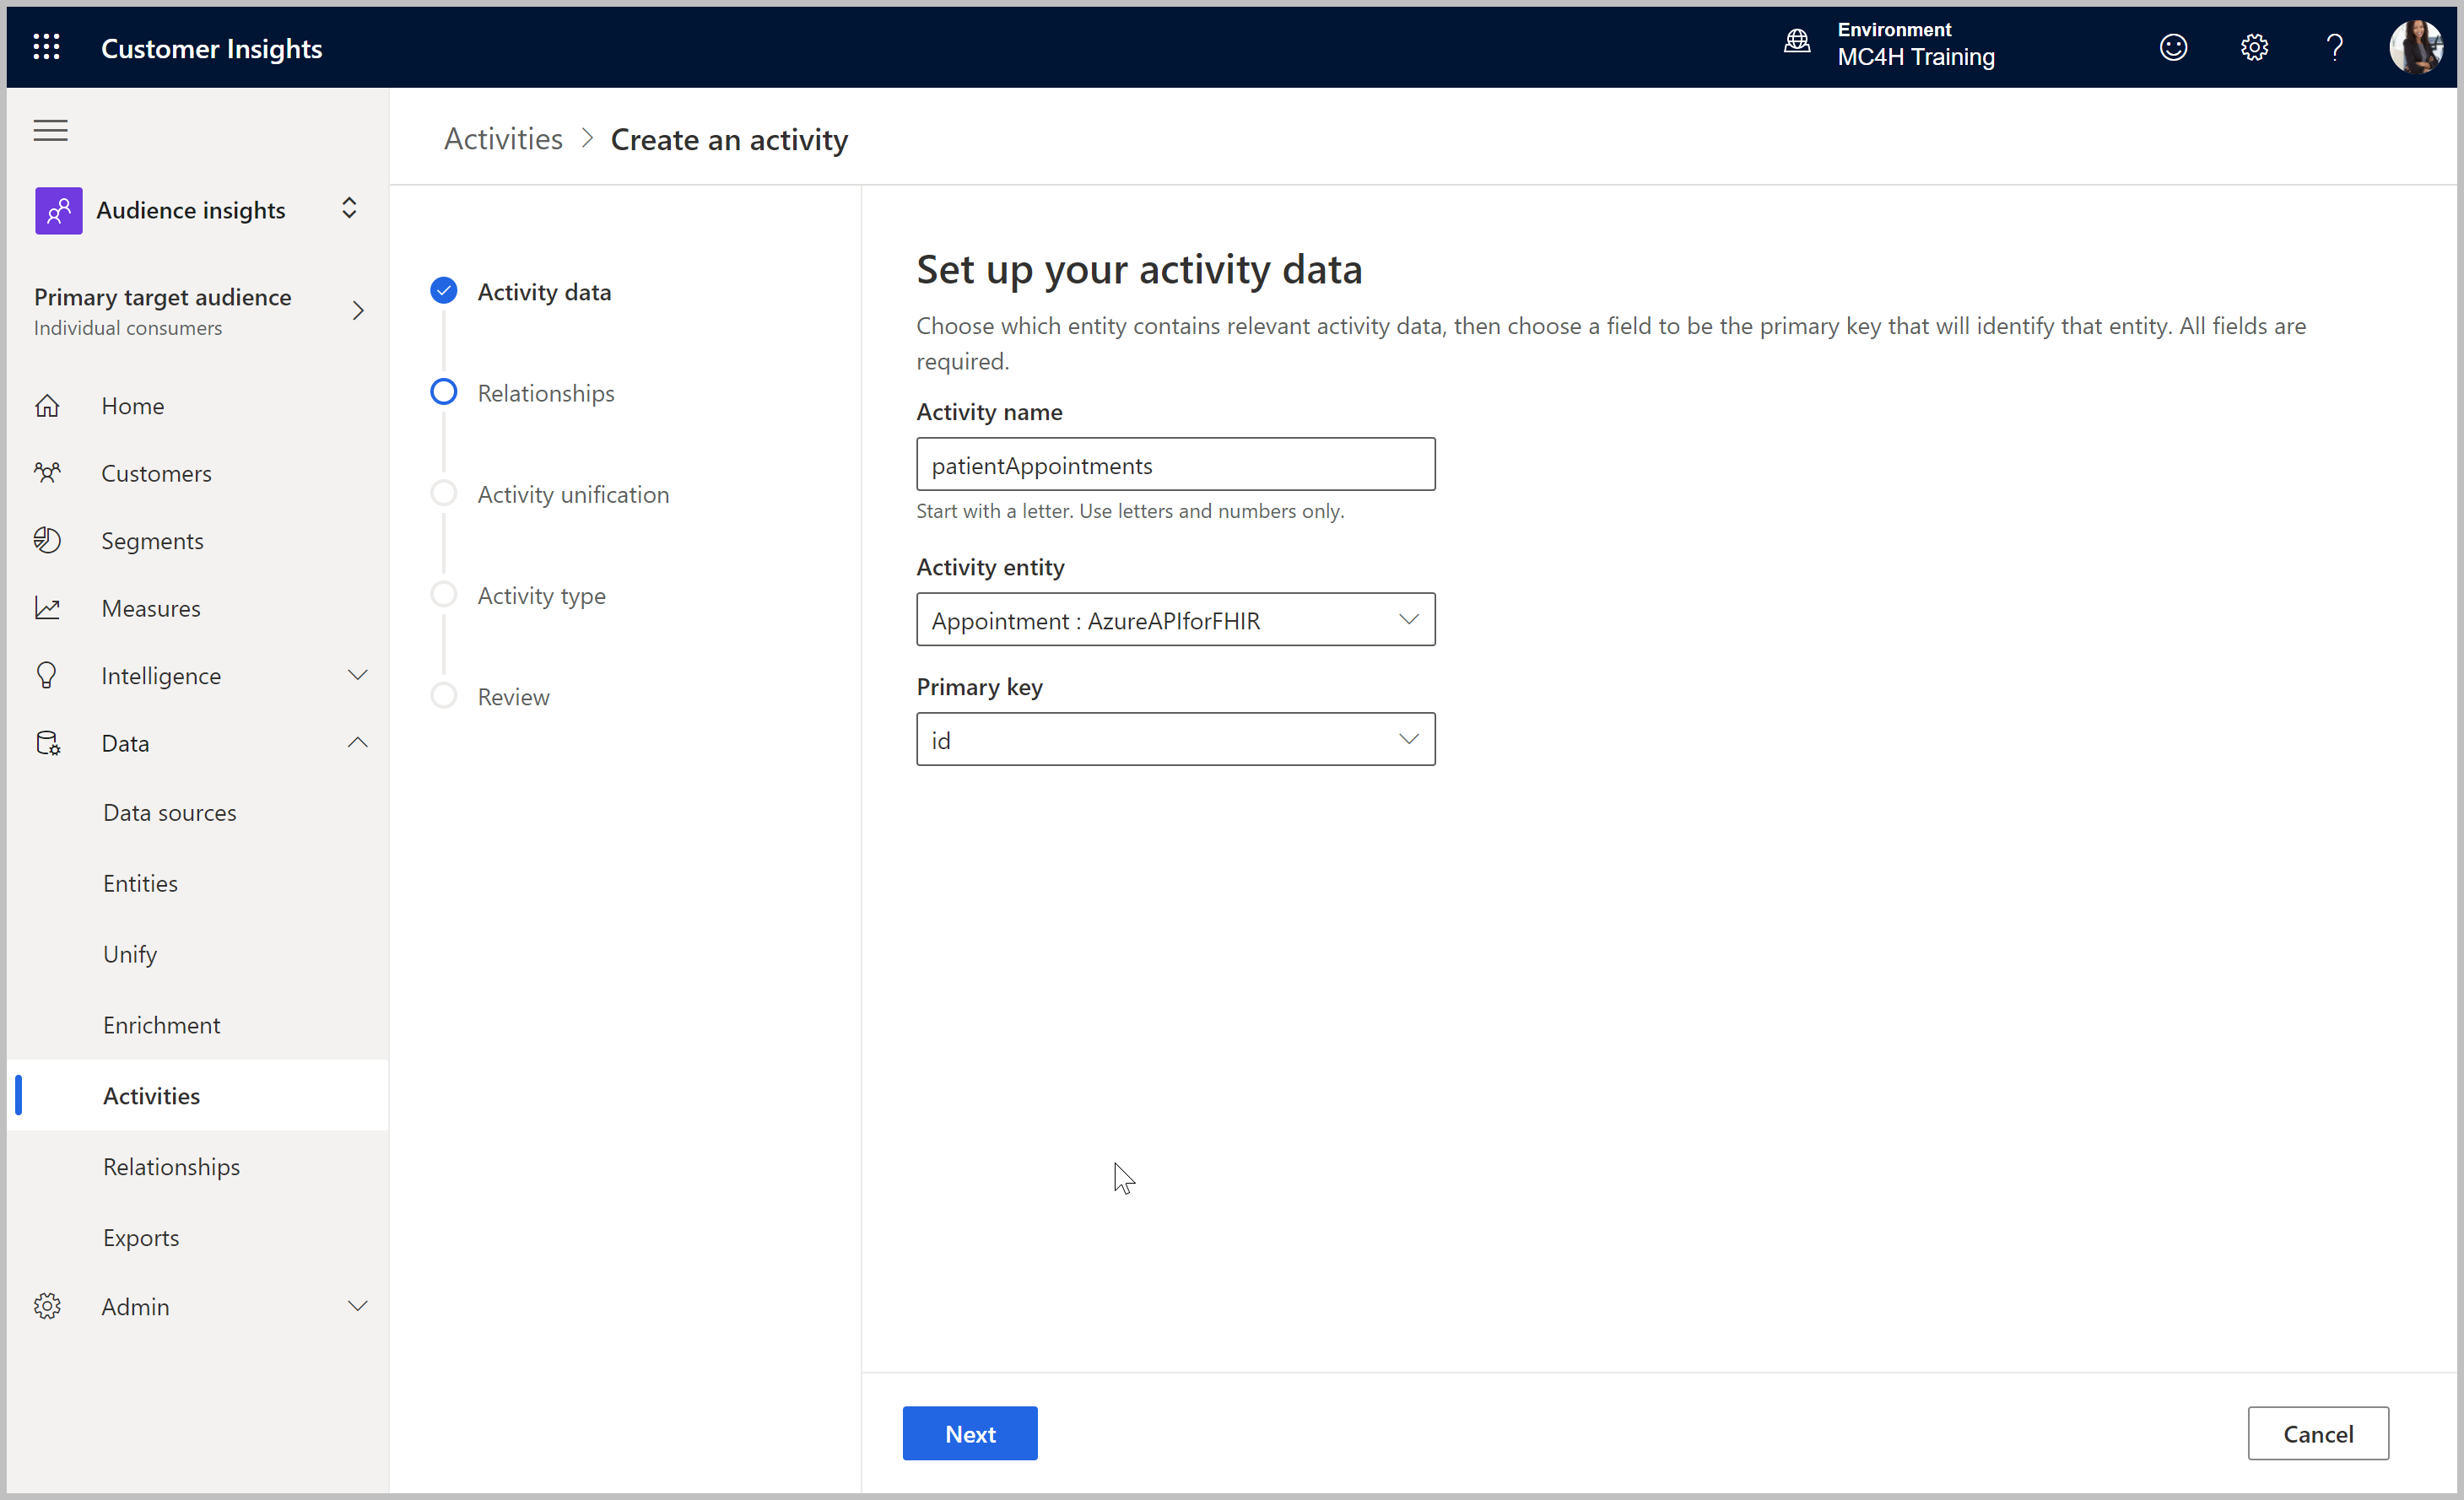 Customer Insights
Environment
MC4H Training
Audience insights
Primary target audience
Individual consumers
Home
Customers
Segments
Measures
Intelligence
Data
Data sources
Entities
Unify
Enrichment
Activities
Relationships
Exports
Admin
Activities > Create an activity
Activity data
Relationships
Activity unification
Activity type
Review
Set up your activity data
Choose which entity contains relevant activity data, then choose a field to be the primary key that will identify that entity. All fields are
required.
Activity name
patientAppointments
Start with a letter. Use letters and numbers only.
Activity entity
Appointment : AzureAPIforFHIR
Primary key
id
Next
Cancel